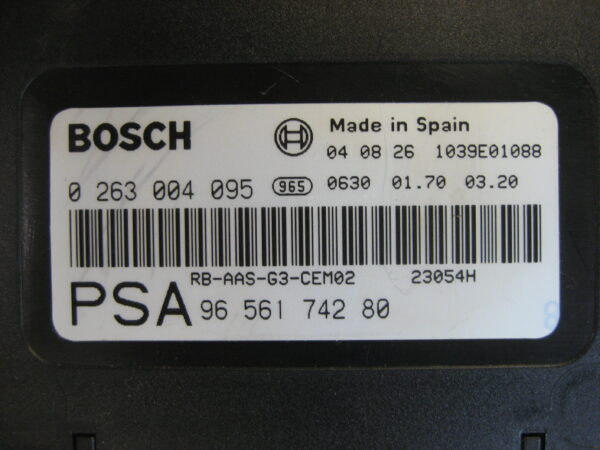 BOSCH
Made in Spain
04 08 26 1039E01088
0 263 004 095 965 0630 01.70 03.20
RB-AAS-G3-CEM02 23054H
PSA 96 561 742 80
8